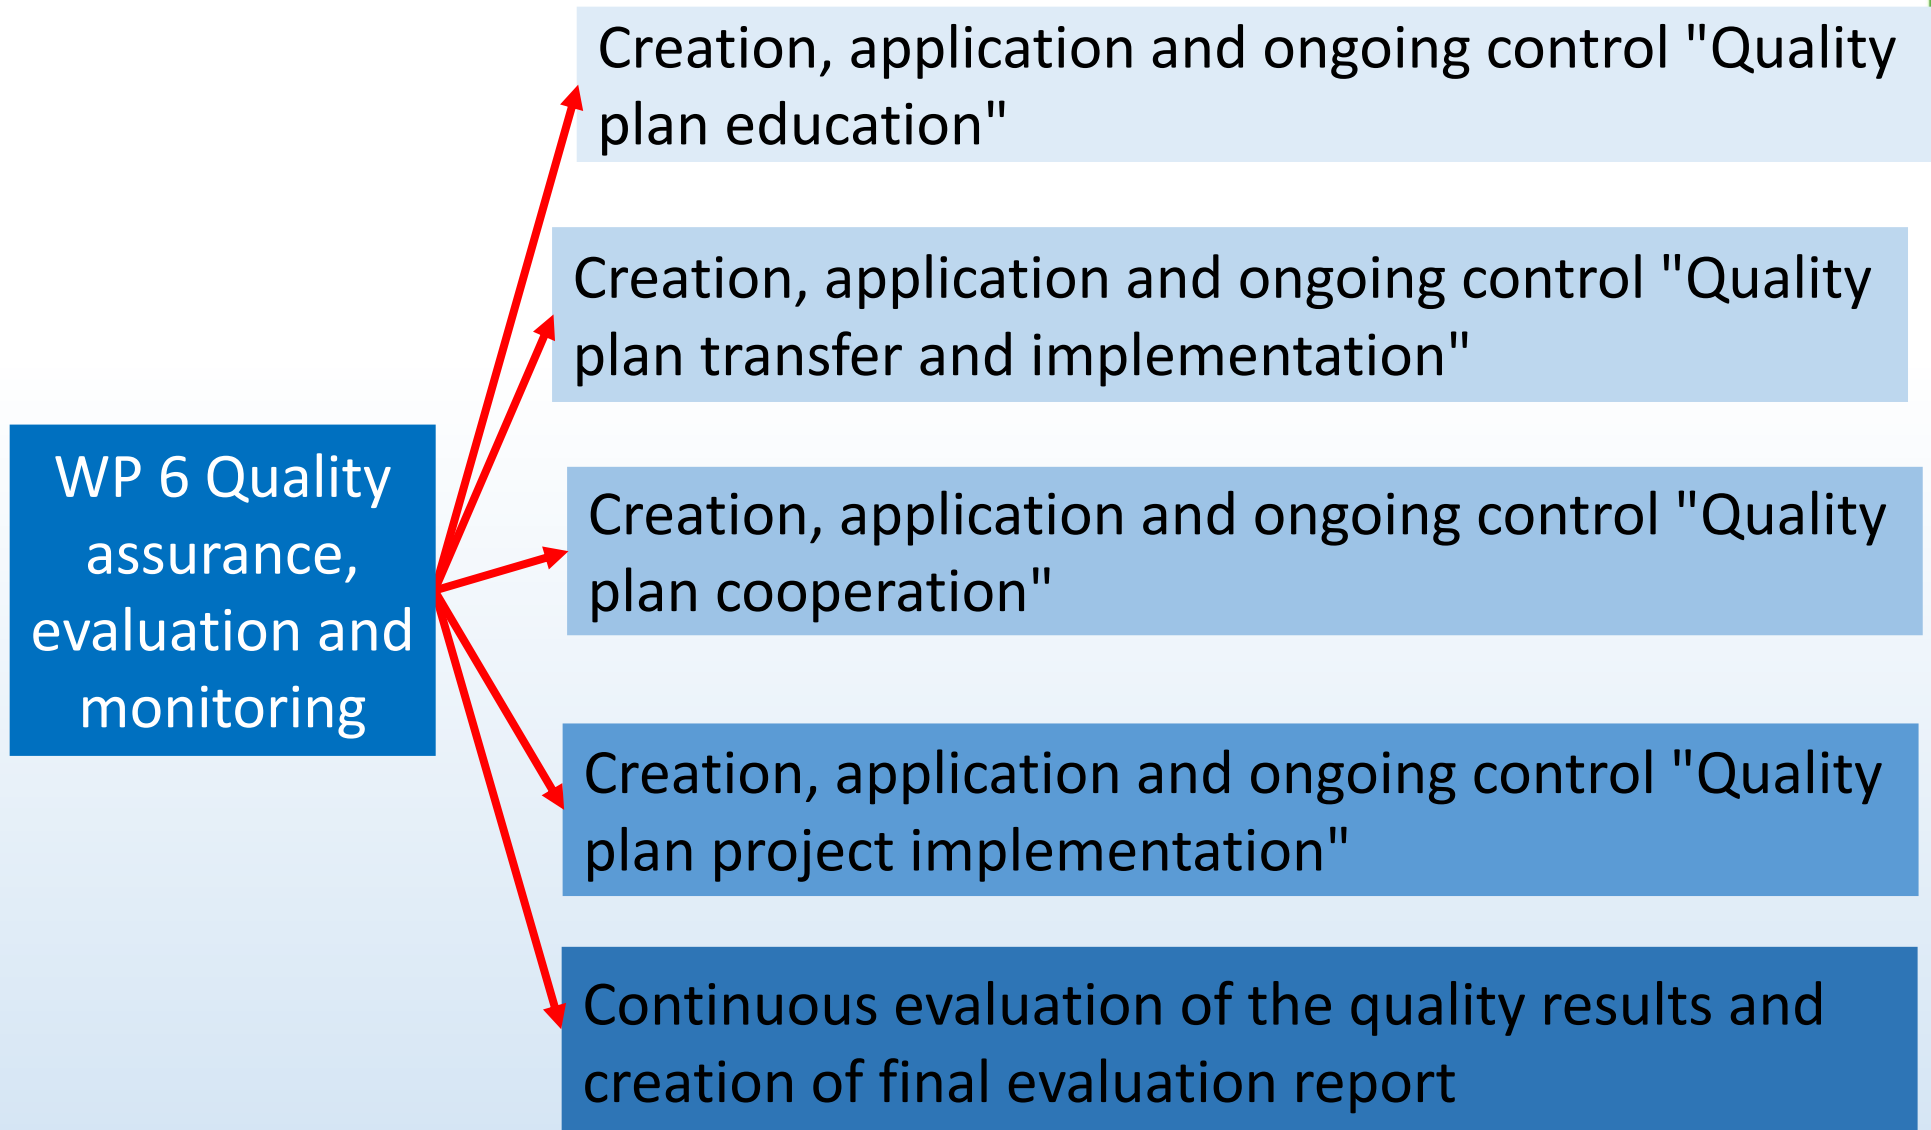 Creation, application and ongoing control "Quality
plan education"
Creation, application and ongoing control "Quality
plan transfer and implementation"
WP 6 Quality
assurance,
evaluation and
monitoring
Creation, application and ongoing control "Quality
plan cooperation"
Creation, application and ongoing control "Quality
plan project implementation"
Continuous evaluation of the quality results and
creation of final evaluation report